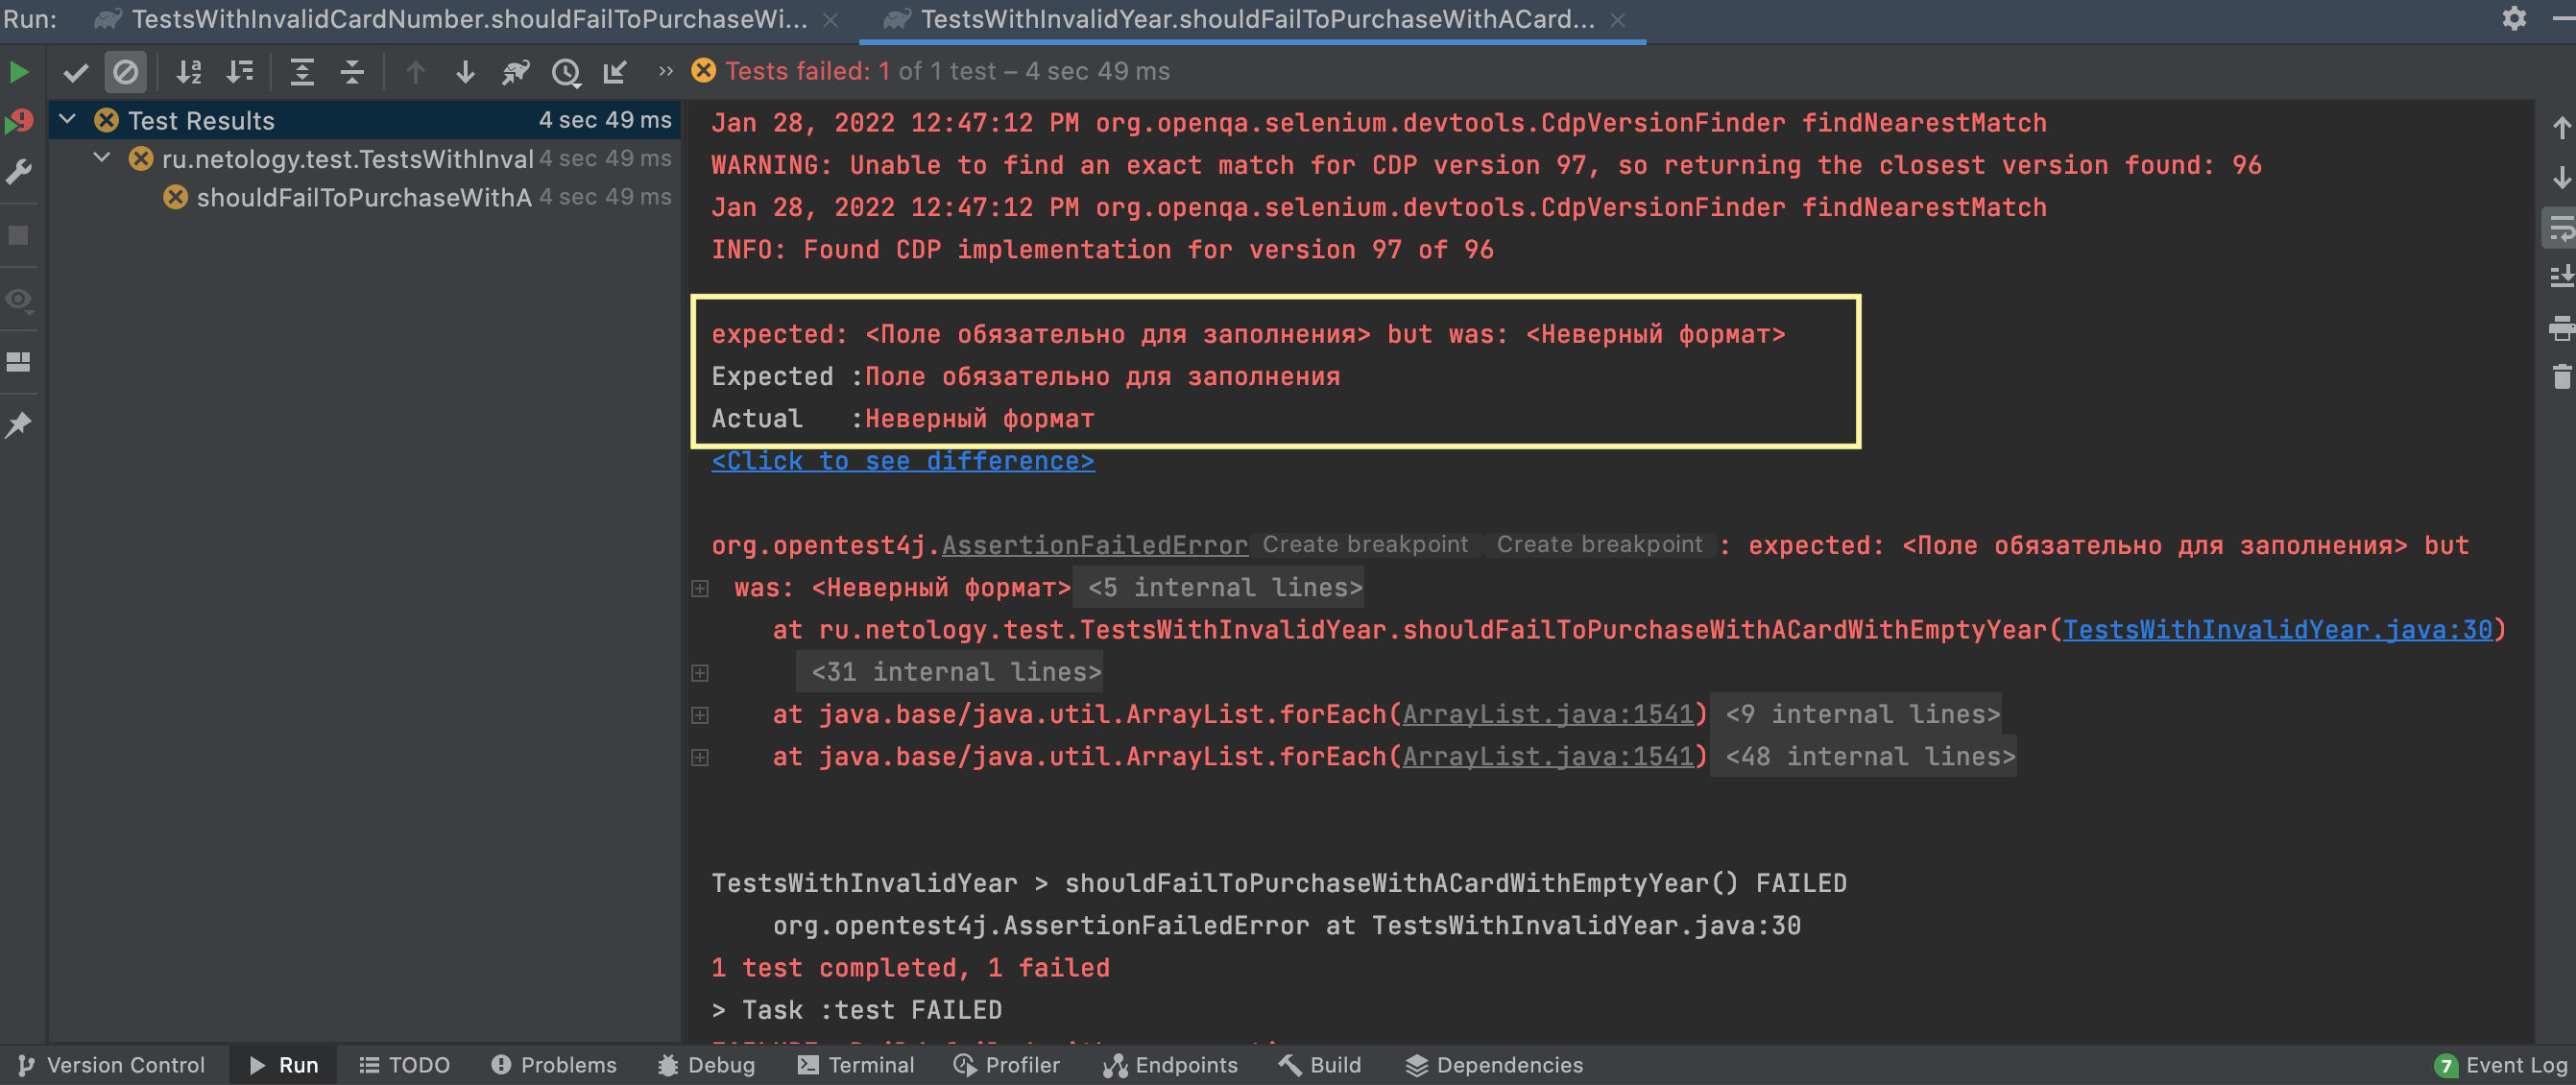 Run: TestsWithInvalidCardNumber.shouldFailToPurchaseWi... TestsWithInvalidYear.shouldFailToPurchaseWithACard...
Tests failed: 1 of 1 test – 4 sec 49 ms
Test Results 4 sec 49 ms
ru.netology.test.TestsWithInval 4 sec 49 ms
shouldFailToPurchaseWithA 4 sec 49 ms
Jan 28, 2022 12:47:12 PM org.openqa.selenium.devtools.CdpVersionFinder findNearestMatch
WARNING: Unable to find an exact match for CDP version 97, so returning the closest version found: 96
Jan 28, 2022 12:47:12 PM org.openqa.selenium.devtools.CdpVersionFinder findNearestMatch
INFO: Found CDP implementation for version 97 of 96
expected: <Поле обязательно для заполнения> but was: <Неверный формат>
Expected :Поле обязательно для заполнения
Actual   :Неверный формат
<Click to see difference>
org.opentest4j.AssertionFailedError Create breakpoint Create breakpoint : expected: <Поле обязательно для заполнения> but
was: <Неверный формат> <5 internal lines>
at ru.netology.test.TestsWithInvalidYear.shouldFailToPurchaseWithACardWithEmptyYear(TestsWithInvalidYear.java:30)
<31 internal lines>
at java.base/java.util.ArrayList.forEach(ArrayList.java:1541) <9 internal lines>
at java.base/java.util.ArrayList.forEach(ArrayList.java:1541) <48 internal lines>
TestsWithInvalidYear > shouldFailToPurchaseWithACardWithEmptyYear() FAILED
org.opentest4j.AssertionFailedError at TestsWithInvalidYear.java:30
1 test completed, 1 failed
> Task :test FAILED
Version Control Run TODO Problems Debug Terminal Profiler Endpoints Build Dependencies 7 Event Log